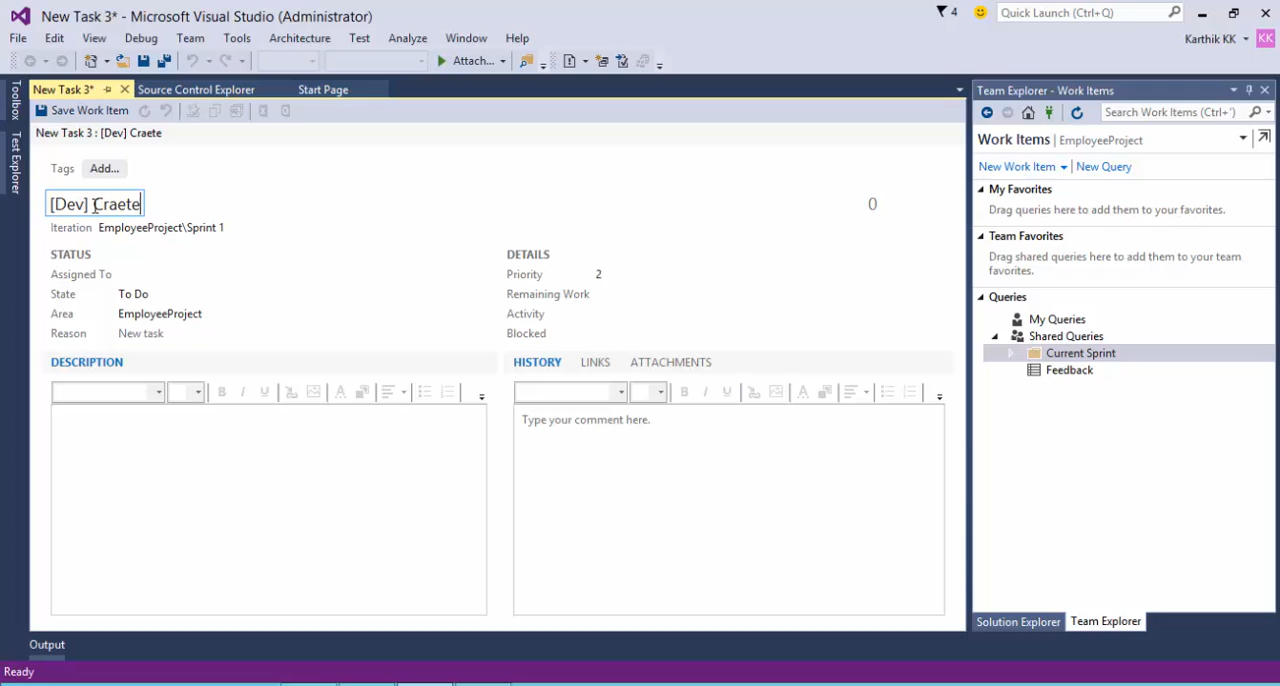 New Task 3* - Microsoft Visual Studio (Administrator)
4
Quick Launch (Ctrl+Q)
File Edit View Debug Team Tools Architecture Test Analyze Window Help
Karthik KK
KK
Attach...
New Task 3*
Source Control Explorer
Start Page
Toolbox
Test Explorer
Save Work Item
New Task 3 : [Dev] Craete
Tags Add...
[Dev] Craete
0
Iteration EmployeeProject\Sprint 1
STATUS
Assigned To
State To Do
Area EmployeeProject
Reason New task
DETAILS
Priority 2
Remaining Work
Activity
Blocked
DESCRIPTION
HISTORY LINKS ATTACHMENTS
B I U
B I U
Type your comment here.
Team Explorer - Work Items
Search Work Items (Ctrl+')
Work Items | EmployeeProject
New Work Item | New Query
My Favorites
Drag queries here to add them to your favorites.
Team Favorites
Drag shared queries here to add them to your team
favorites.
Queries
My Queries
Shared Queries
Current Sprint
Feedback
Solution Explorer Team Explorer
Output
Ready